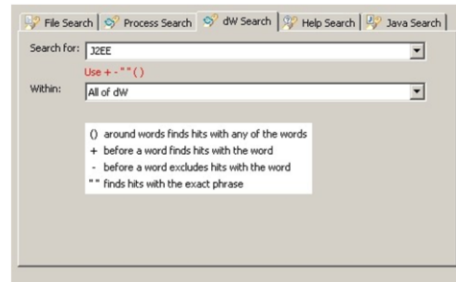 File Search Process Search dW Search Help Search Java Search
Search for: J2EE
Use + - " " ( )
Within: All of dW
() around words finds hits with any of the words
+ before a word finds hits with the word
- before a word excludes hits with the word
" " finds hits with the exact phrase